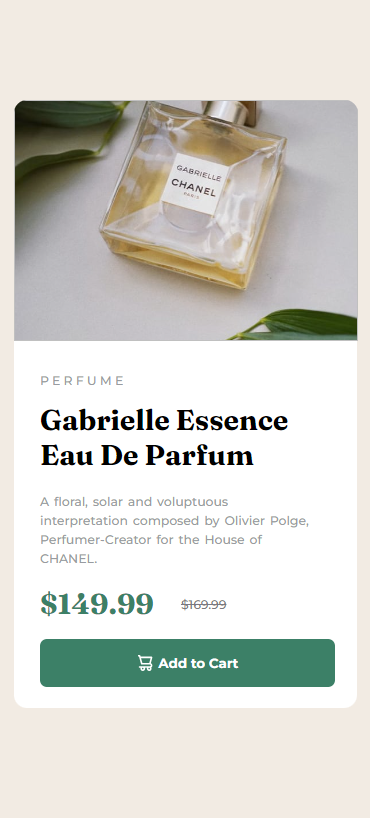 GABRIELLE
CHANEL
PARIS
PERFUME
Gabrielle Essence
Eau De Parfum
A floral, solar and voluptuous
interpretation composed by Olivier Polge,
Perfumer-Creator for the House of
CHANEL.
$149.99 $169.99
Add to Cart